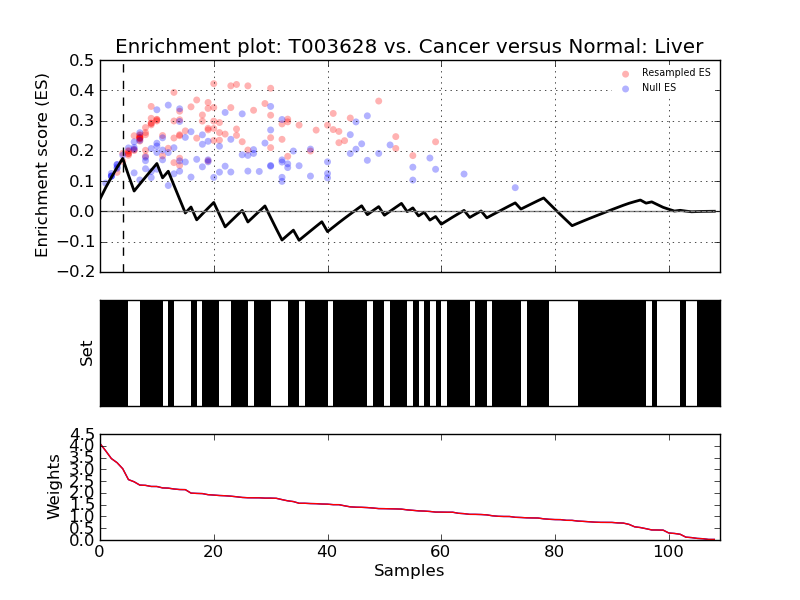 Enrichment plot: T003628 vs. Cancer versus Normal: Liver
Enrichment score (ES)
0.5
0.4
0.3
0.2
0.1
0.0
−0.1
−0.2
Resampled ES
Null ES
Set
Weights
4.5
4.0
3.5
3.0
2.5
2.0
1.5
1.0
0.5
0.0
0 20 40 60 80 100
Samples